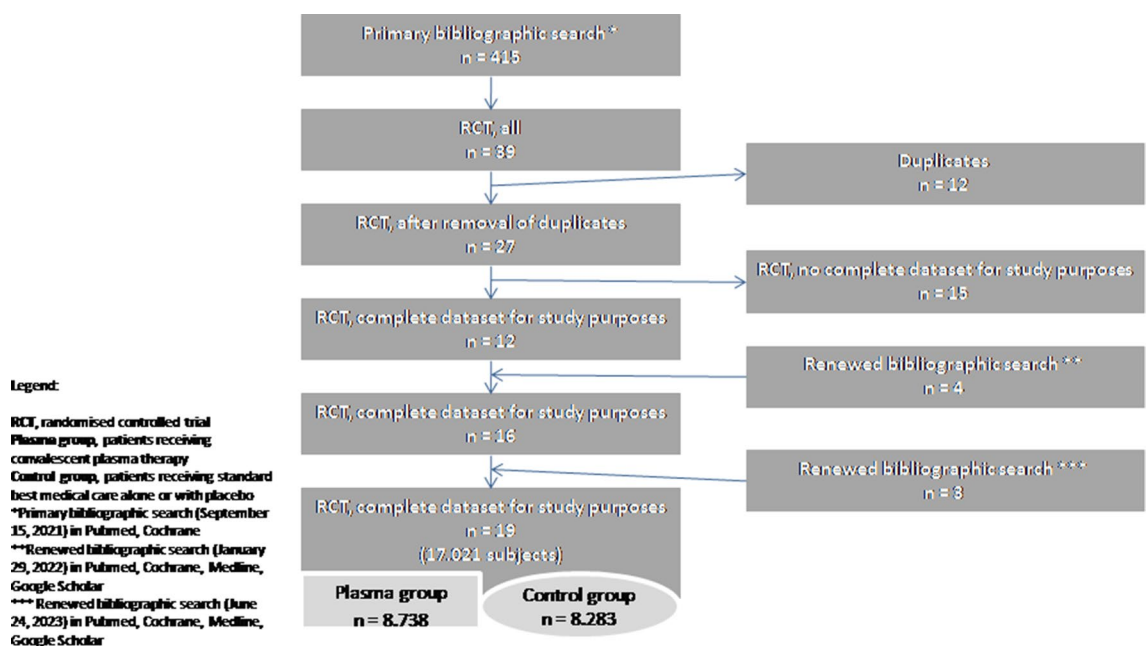 Primary bibliographic search *
n = 415
RCT, all
n = 39
Duplicates
n = 12
RCT, after removal of duplicates
n = 27
RCT, no complete dataset for study purposes
n = 15
RCT, complete dataset for study purposes
n = 12
Renewed bibliographic search **
n = 4
RCT, complete dataset for study purposes
n = 16
Renewed bibliographic search ***
n = 3
RCT, complete dataset for study purposes
n = 19
(17.021 subjects)
Plasma group
n = 8.738
Control group
n = 8.283
Legend:
RCT, randomised controlled trial
Plasma group, patients receiving
convalescent plasma therapy
Control group, patients receiving standard
best medical care alone or with placebo
*Primary bibliographic search (September
15, 2021) in Pubmed, Cochrane
**Renewed bibliographic search (January
29, 2022) in Pubmed, Cochrane, Medline,
Google Scholar
*** Renewed bibliographic search (June
24, 2023) in Pubmed, Cochrane, Medline,
Google Scholar